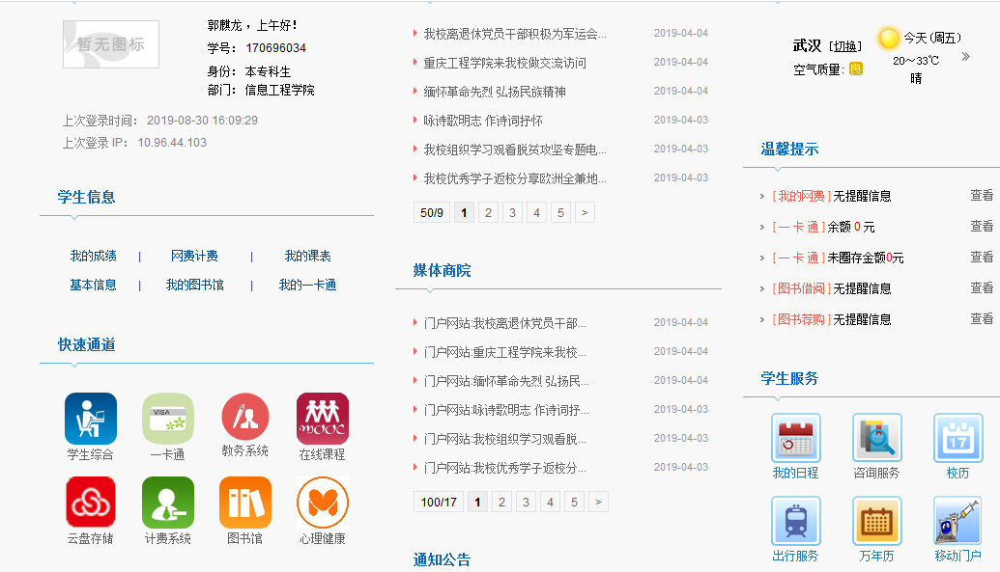 暂无图标
郭麒龙，上午好！
学号： 170696034
身份： 本专科生
部门： 信息工程学院
上次登录时间： 2019-08-30 16:09:29
上次登录 IP： 10.96.44.103
学生信息
我的成绩 | 网费计费 | 我的课表
基本信息 | 我的图书馆 | 我的一卡通
快速通道
VISA
mooc
学生综合 一卡通 教务系统 在线课程
云盘存储 计费系统 图书馆 心理健康
我校离退休党员干部积极为军运会... 2019-04-04
重庆工程学院来我校做交流访问 2019-04-04
缅怀革命先烈 弘扬民族精神 2019-04-04
咏诗歌明志 作诗词抒怀 2019-04-03
我校组织学习观看脱贫攻坚专题电... 2019-04-03
我校优秀学子返校分享欧洲全兼地... 2019-04-03
50/9 1 2 3 4 5 >
媒体商院
门户网站:我校离退休党员干部... 2019-04-04
门户网站:重庆工程学院来我校... 2019-04-04
门户网站:缅怀革命先烈 弘扬民... 2019-04-04
门户网站:咏诗歌明志 作诗词抒... 2019-04-03
门户网站:我校组织学习观看脱... 2019-04-03
门户网站:我校优秀学子返校分... 2019-04-03
100/17 1 2 3 4 5 >
通知公告
武汉 [切换]
空气质量: 良
今天(周五)
20～33℃
晴
»
温馨提示
[我的网费]无提醒信息 查看
[一 卡 通]余额 0 元 查看
[一 卡 通]未圈存金额0元 查看
[图书借阅]无提醒信息 查看
[图书荐购]无提醒信息 查看
学生服务
17
我的日程 咨询服务 校历
出行服务 万年历 移动门户